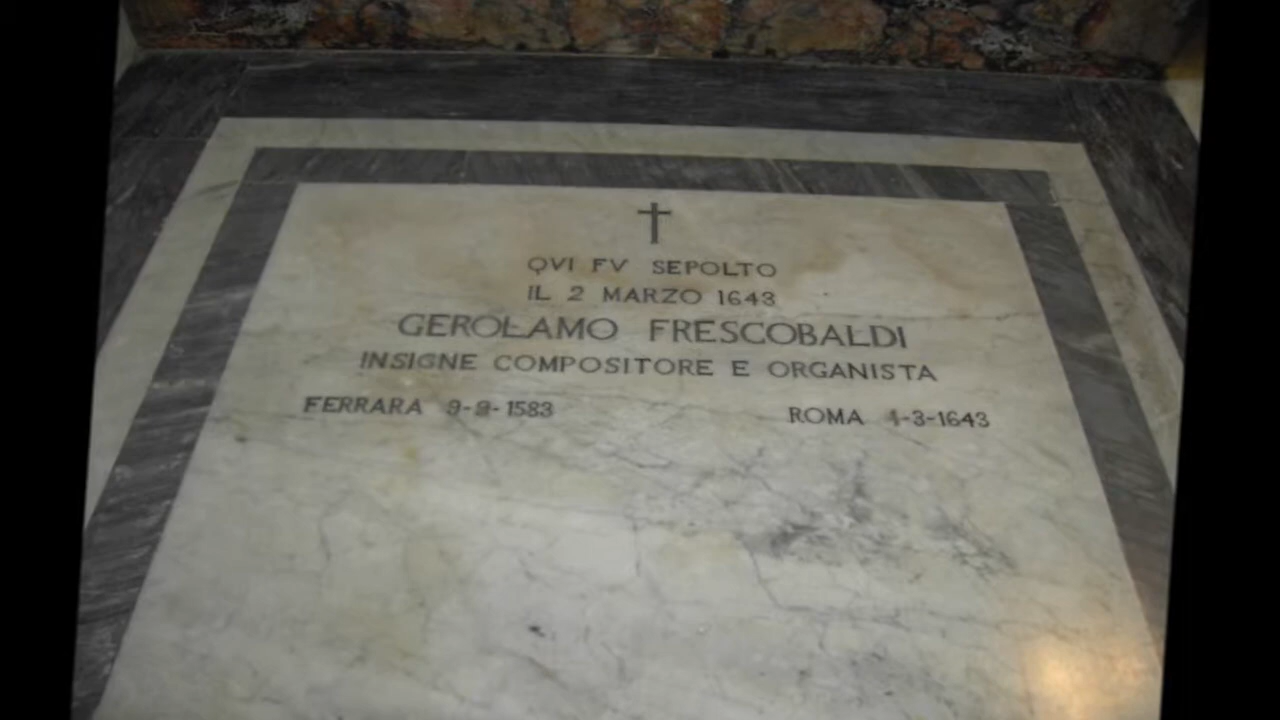 QVI FV SEPOLTO
IL 2 MARZO 1643
GEROLAMO FRESCOBALDI
INSIGNE COMPOSITORE E ORGANISTA
FERRARA 9-9-1583 ROMA 1-3-1643